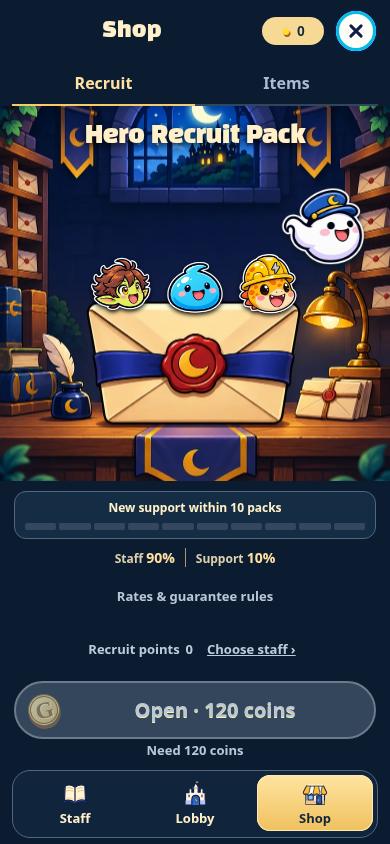 Shop
0
Recruit
Items
Hero Recruit Pack
New support within 10 packs
Staff 90% Support 10%
Rates & guarantee rules
Recruit points 0 Choose staff ›
G Open · 120 coins
Need 120 coins
Staff
Lobby
Shop